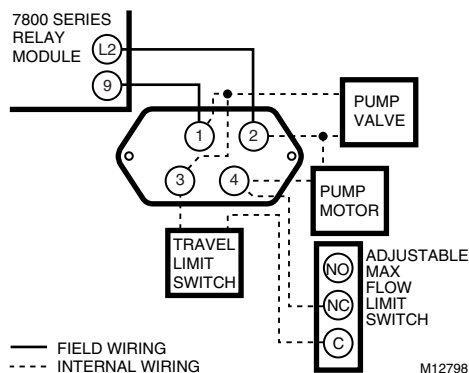 7800 SERIES
RELAY
MODULE
L2
9
1
2
3
4
PUMP
VALVE
PUMP
MOTOR
TRAVEL
LIMIT
SWITCH
NO
NC
C
ADJUSTABLE
MAX
FLOW
LIMIT
SWITCH
FIELD WIRING
INTERNAL WIRING
M12798